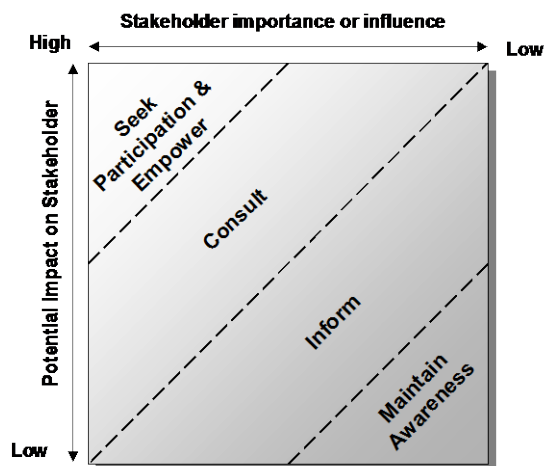 Stakeholder importance or influence
High
Low
Seek
Participation &
Empower
Consult
Inform
Maintain
Awareness
Potential Impact on Stakeholder
Low